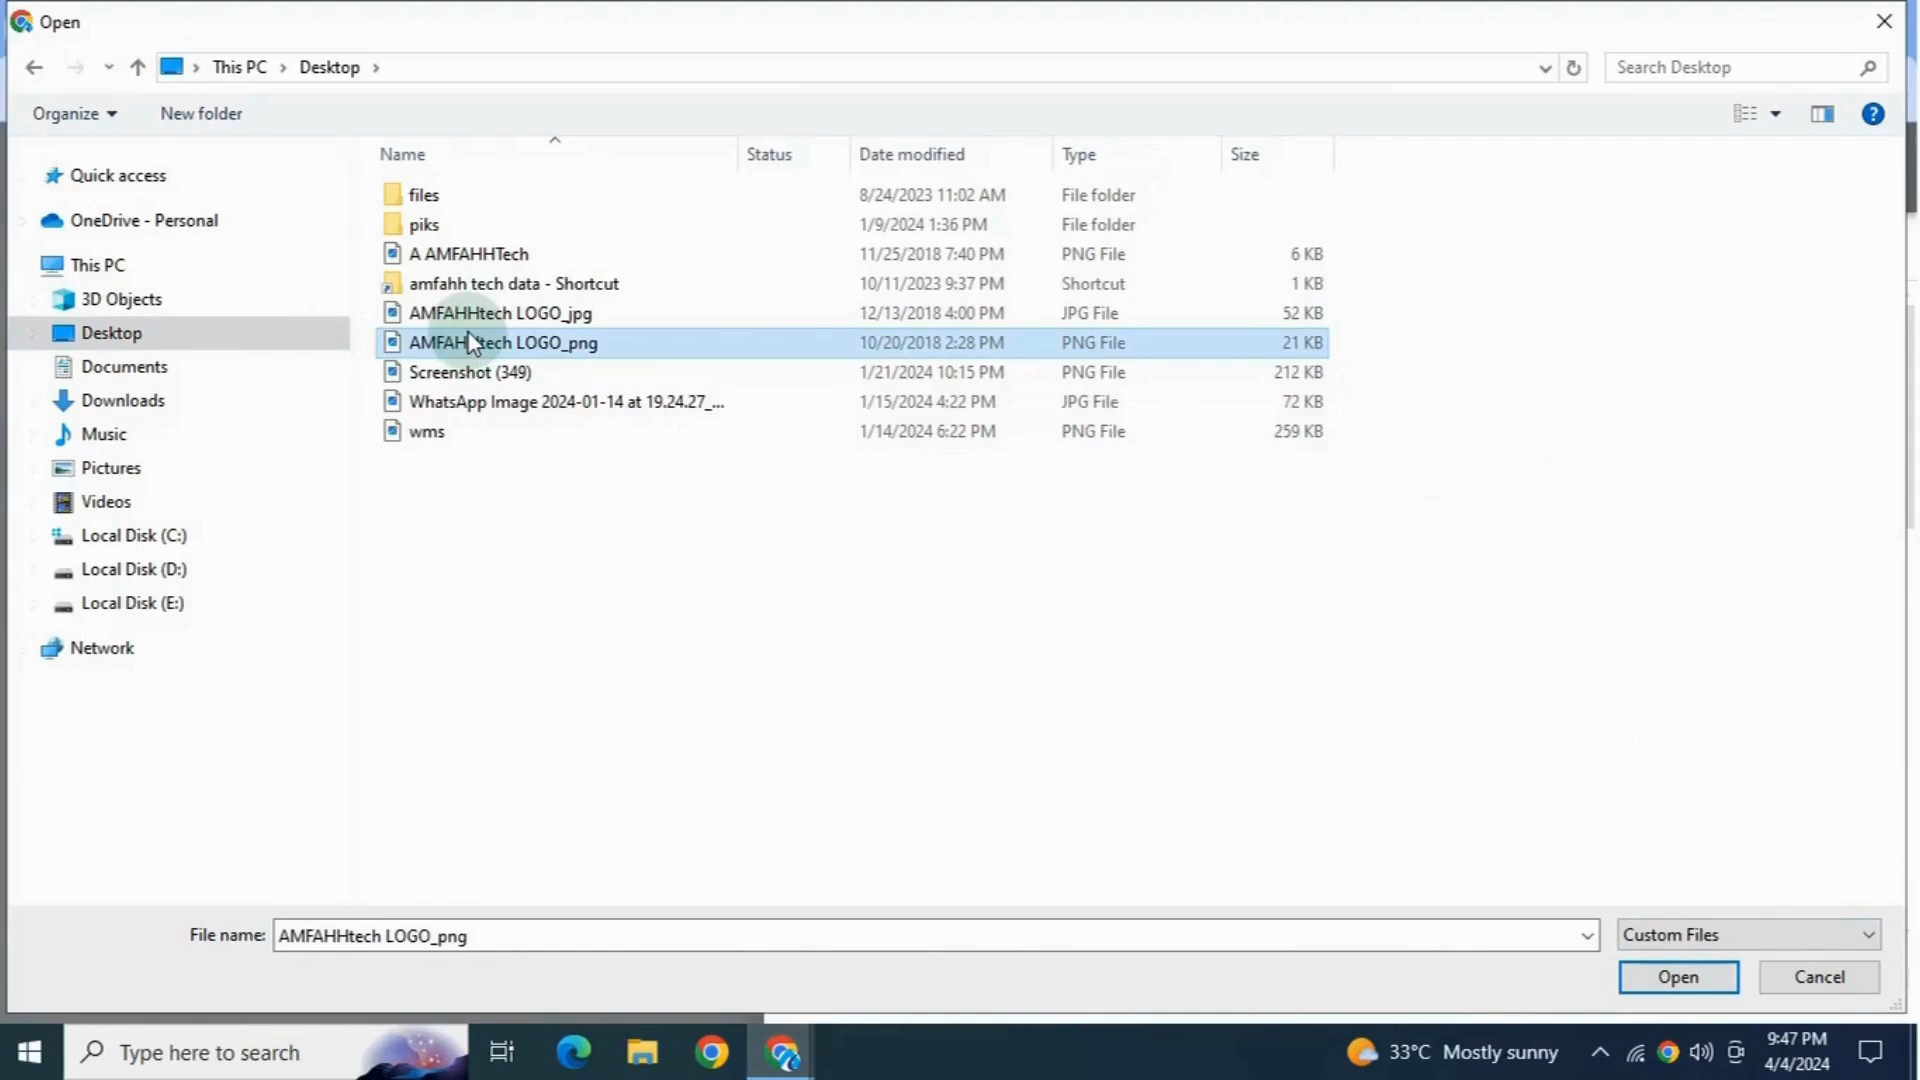 Open
This PC
Desktop
Search Desktop
Organize
New folder
Name
Status
Date modified
Type
Size
Quick access
OneDrive - Personal
This PC
3D Objects
Desktop
Documents
Downloads
Music
Pictures
Videos
Local Disk (C:)
Local Disk (D:)
Local Disk (E:)
Network
files 8/24/2023 11:02 AM File folder
piks 1/9/2024 1:36 PM File folder
A AMFAHHTech 11/25/2018 7:40 PM PNG File 6 KB
amfahh tech data - Shortcut 10/11/2023 9:37 PM Shortcut 1 KB
AMFAHHtech LOGO_jpg 12/13/2018 4:00 PM JPG File 52 KB
AMFAHHtech LOGO_png 10/20/2018 2:28 PM PNG File 21 KB
Screenshot (349) 1/21/2024 10:15 PM PNG File 212 KB
WhatsApp Image 2024-01-14 at 19.24.27_... 1/15/2024 4:22 PM JPG File 72 KB
wms 1/14/2024 6:22 PM PNG File 259 KB
File name: AMFAHHtech LOGO_png
Custom Files
Open
Cancel
Type here to search
33°C Mostly sunny
9:47 PM
4/4/2024